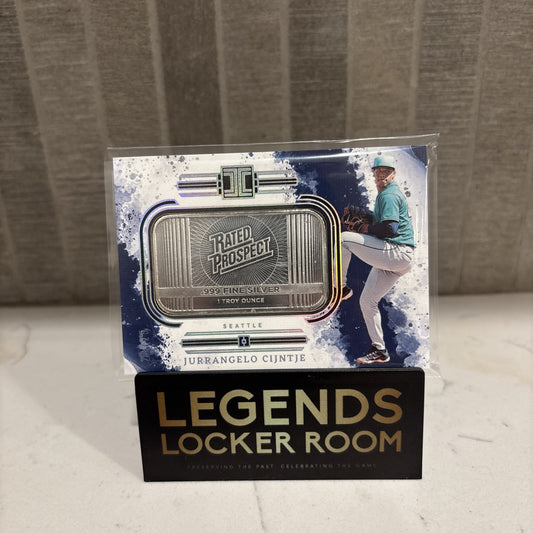 RATED
PROSPECT
.999 FINE SILVER
1 TROY OUNCE
SEATTLE
JURRANGELO CIJNTJE
LEGENDS
LOCKER ROOM
PRESERVING THE PAST. CELEBRATING THE GAME.